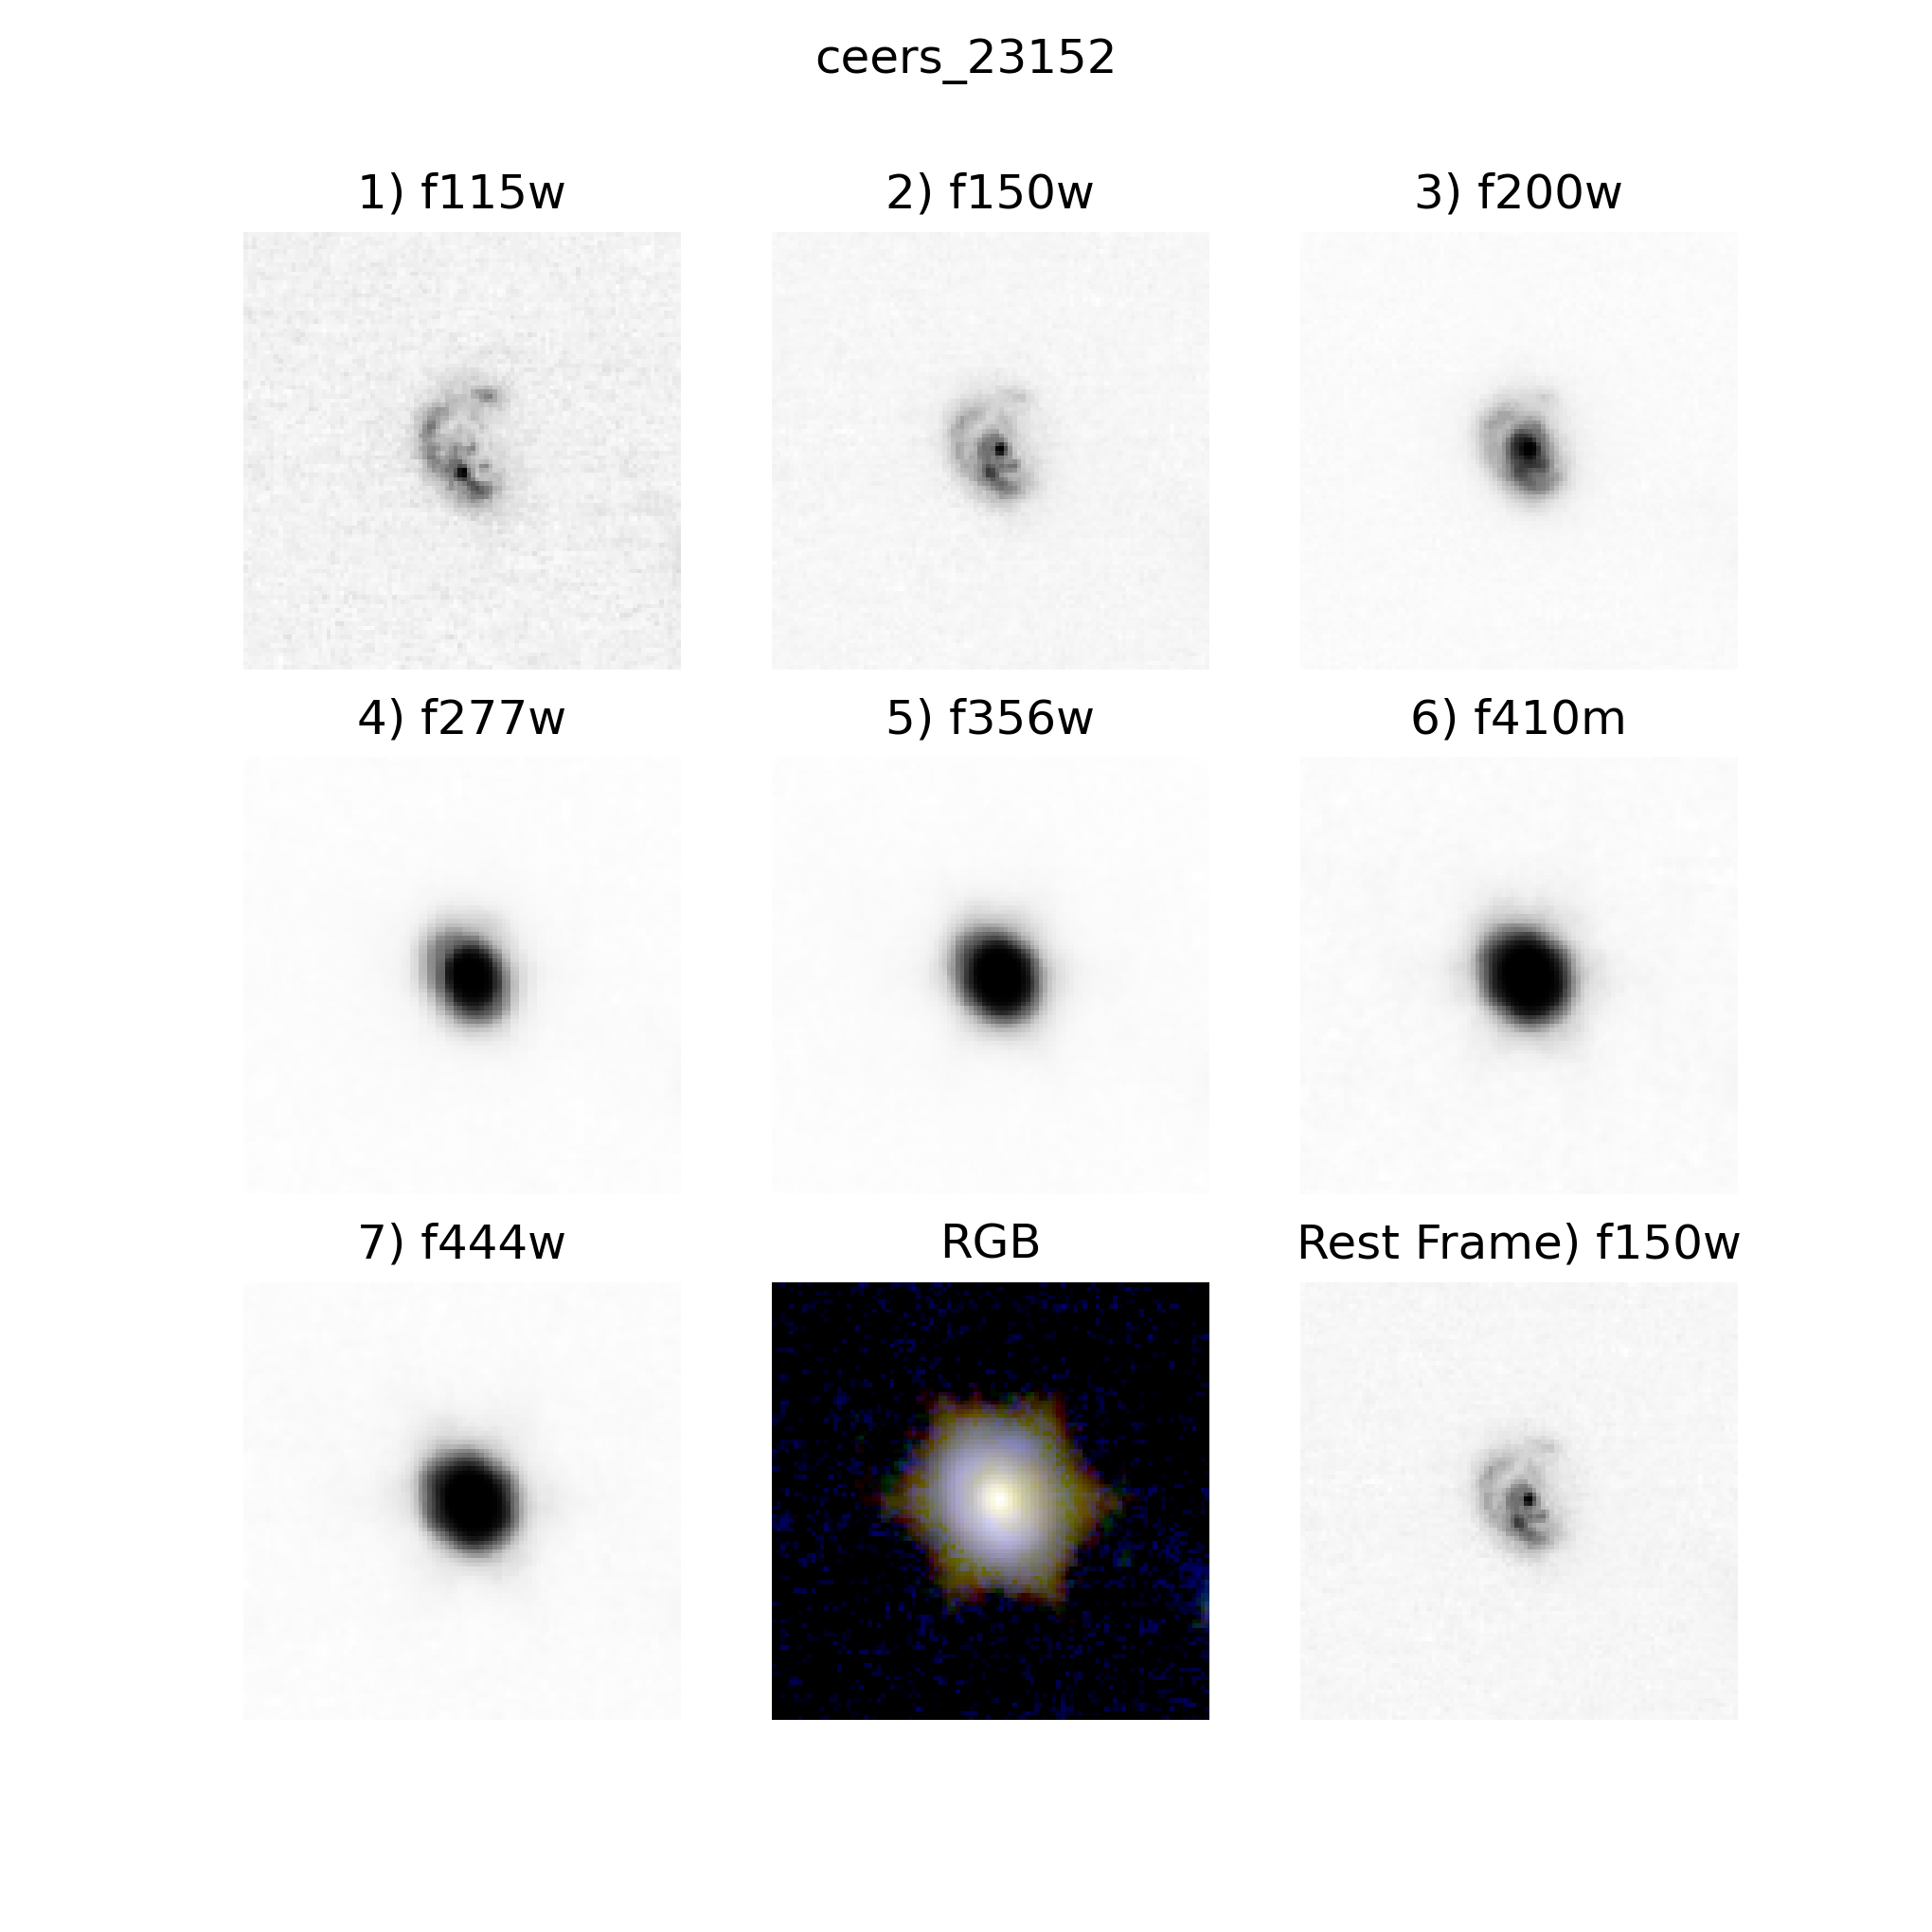 ceers_23152
1) f115w
2) f150w
3) f200w
4) f277w
5) f356w
6) f410m
7) f444w
RGB
Rest Frame) f150w